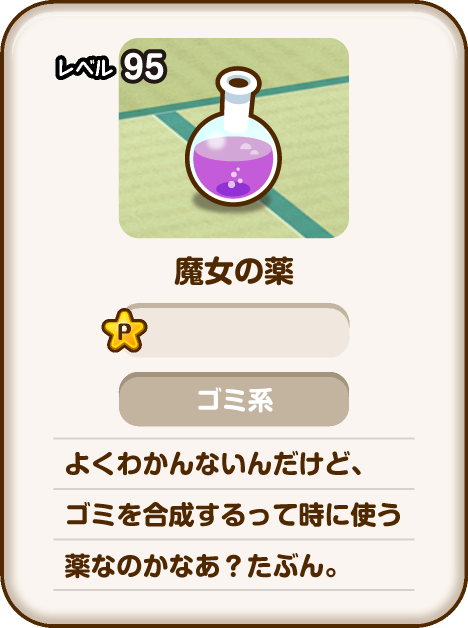 レベル 95
魔女の薬
P
ゴミ系
よくわかんないんだけど、
ゴミを合成するって時に使う
薬なのかなあ？たぶん。